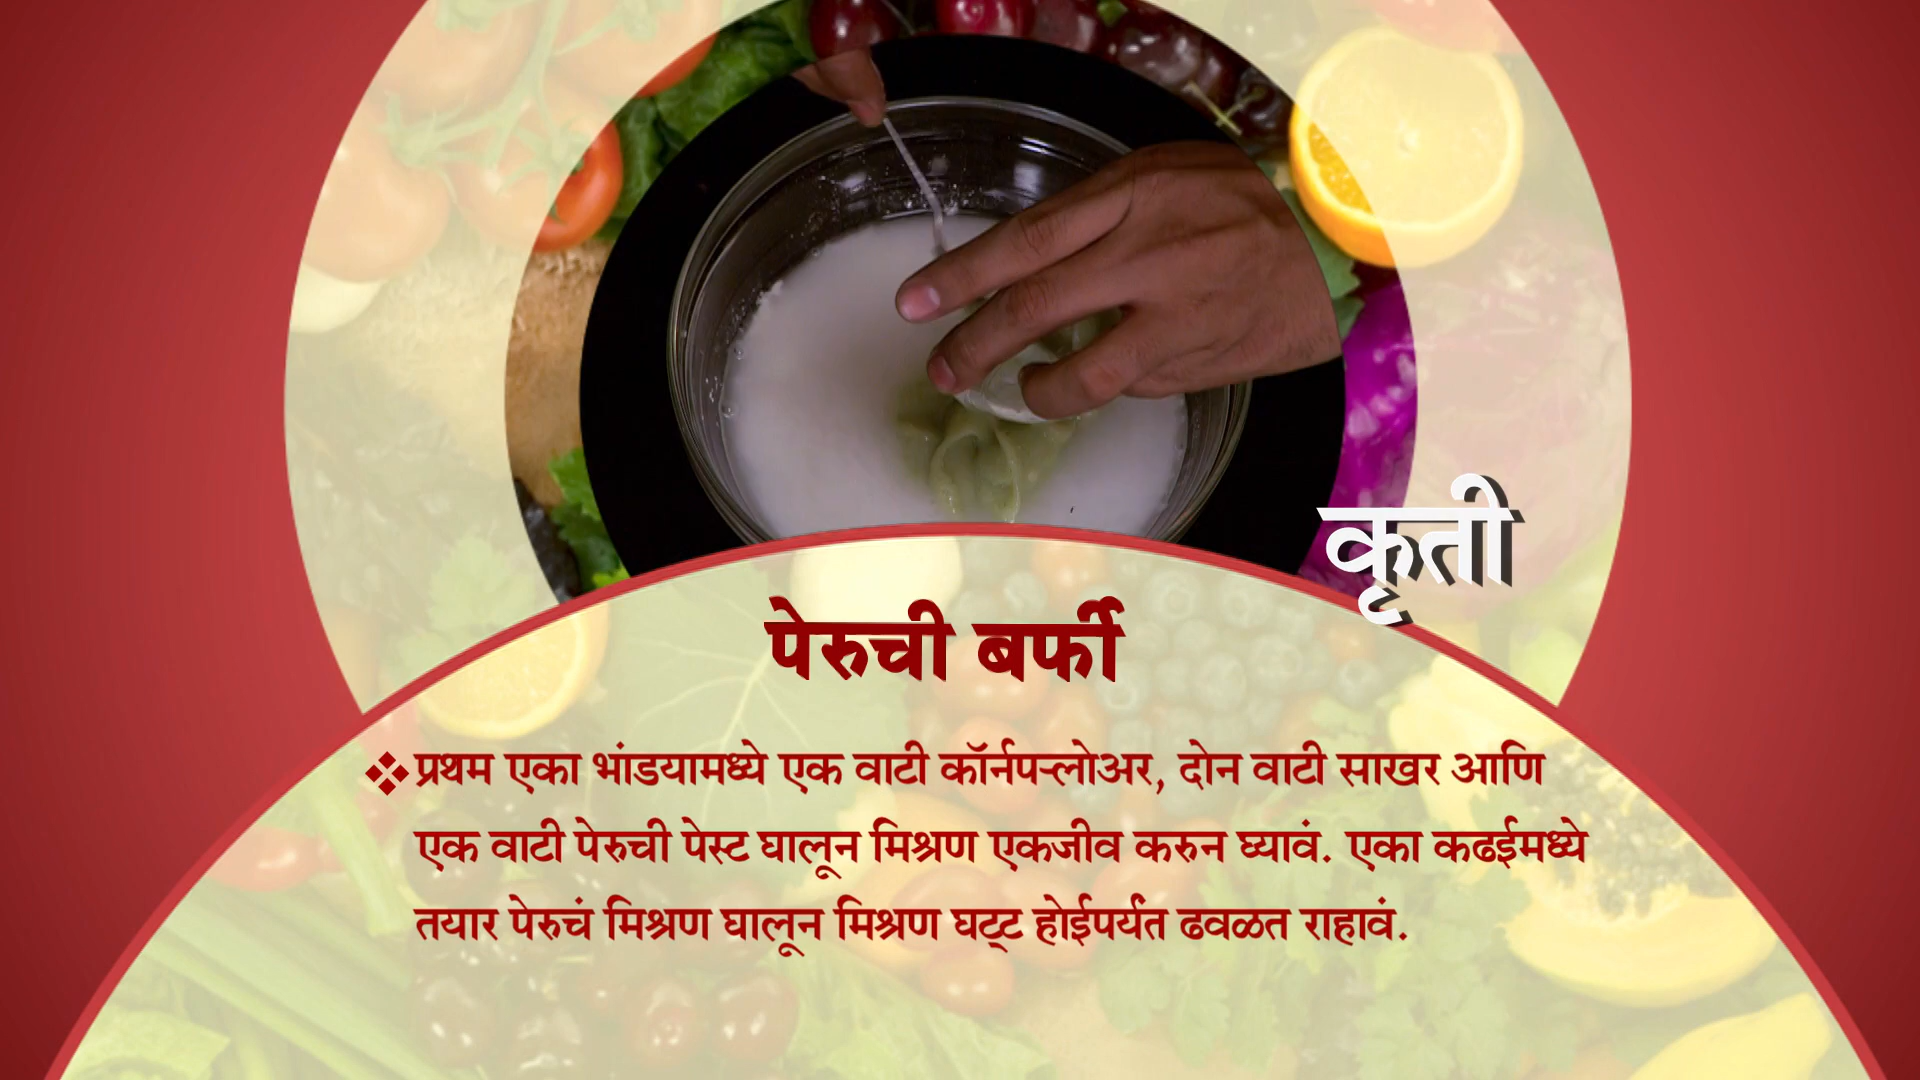 कृती
पेरुची बर्फी
❖ प्रथम एका भांडयामध्ये एक वाटी कॉर्नपऱ्लोअर, दोन वाटी साखर आणि
एक वाटी पेरुची पेस्ट घालून मिश्रण एकजीव करुन घ्यावं. एका कढईमध्ये
तयार पेरुचं मिश्रण घालून मिश्रण घट्ट होईपर्यंत ढवळत राहावं.